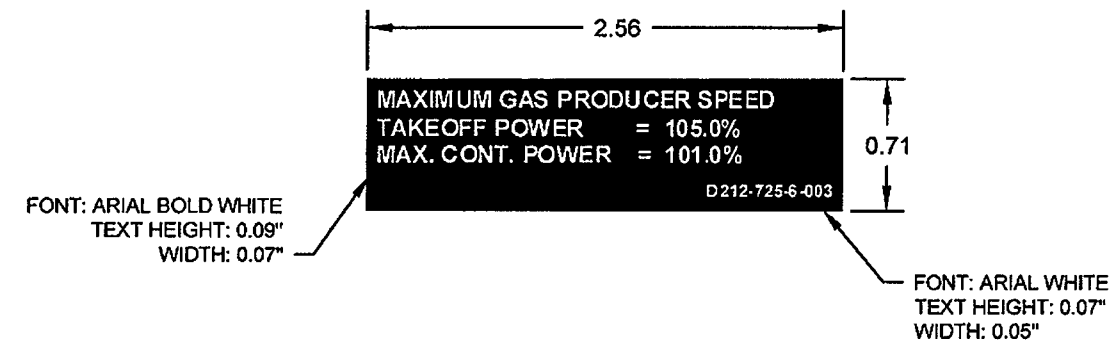 2.56
MAXIMUM GAS PRODUCER SPEED
TAKEOFF POWER = 105.0%
MAX. CONT. POWER = 101.0%
0.71
D212-725-6-003
FONT: ARIAL BOLD WHITE
TEXT HEIGHT: 0.09"
WIDTH: 0.07"
FONT: ARIAL WHITE
TEXT HEIGHT: 0.07"
WIDTH: 0.05"